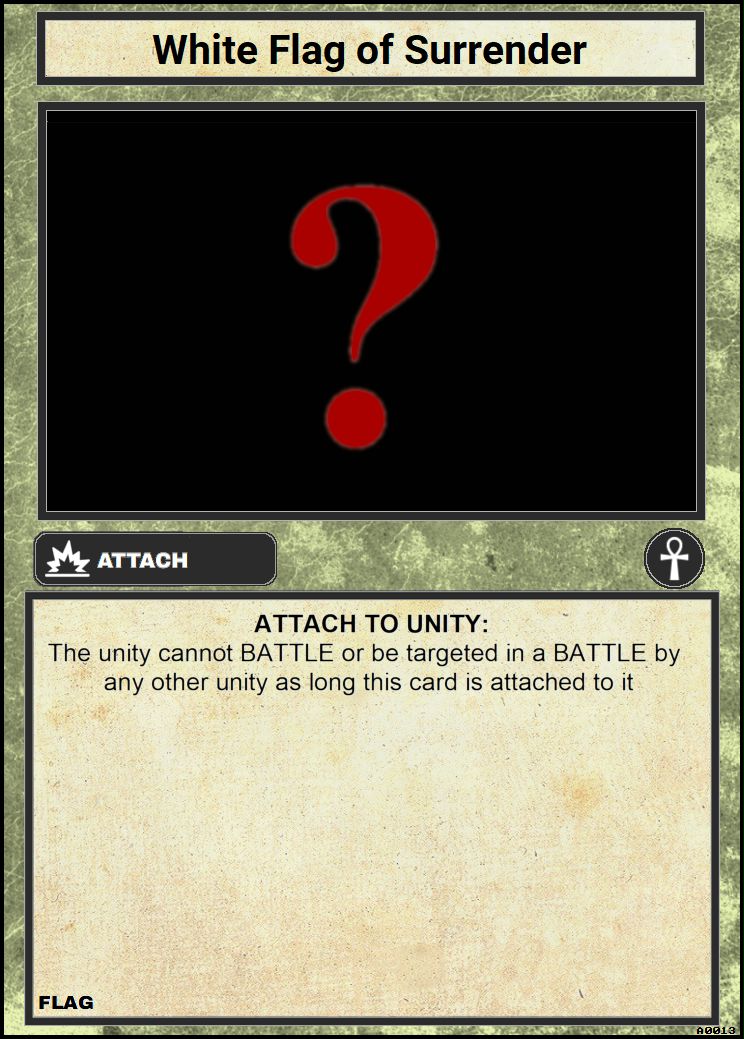 White Flag of Surrender
?
ATTACH
ATTACH TO UNITY:
The unity cannot BATTLE or be targeted in a BATTLE by
any other unity as long this card is attached to it
FLAG
A0013